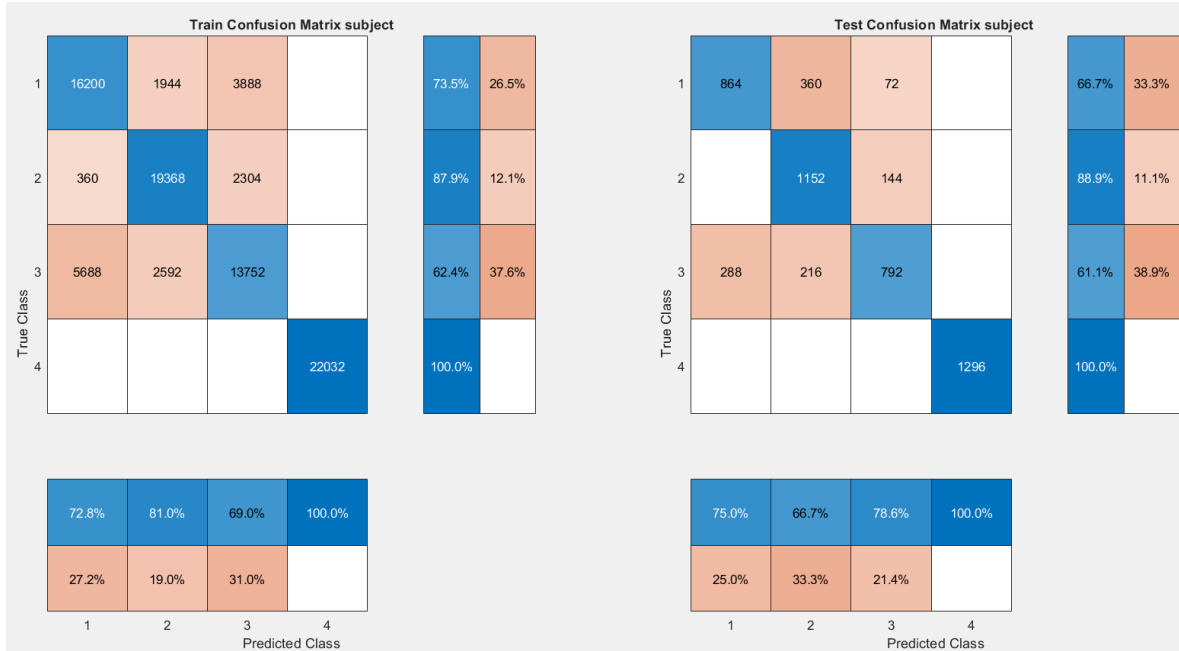 Train Confusion Matrix subject
Test Confusion Matrix subject
1 16200 1944 3888 73.5% 26.5%
2 360 19368 2304 87.9% 12.1%
3 5688 2592 13752 62.4% 37.6%
4 22032 100.0%
True Class
72.8% 81.0% 69.0% 100.0%
27.2% 19.0% 31.0%
1 2 3 4
Predicted Class
1 864 360 72 66.7% 33.3%
2 1152 144 88.9% 11.1%
3 288 216 792 61.1% 38.9%
4 1296 100.0%
True Class
75.0% 66.7% 78.6% 100.0%
25.0% 33.3% 21.4%
1 2 3 4
Predicted Class